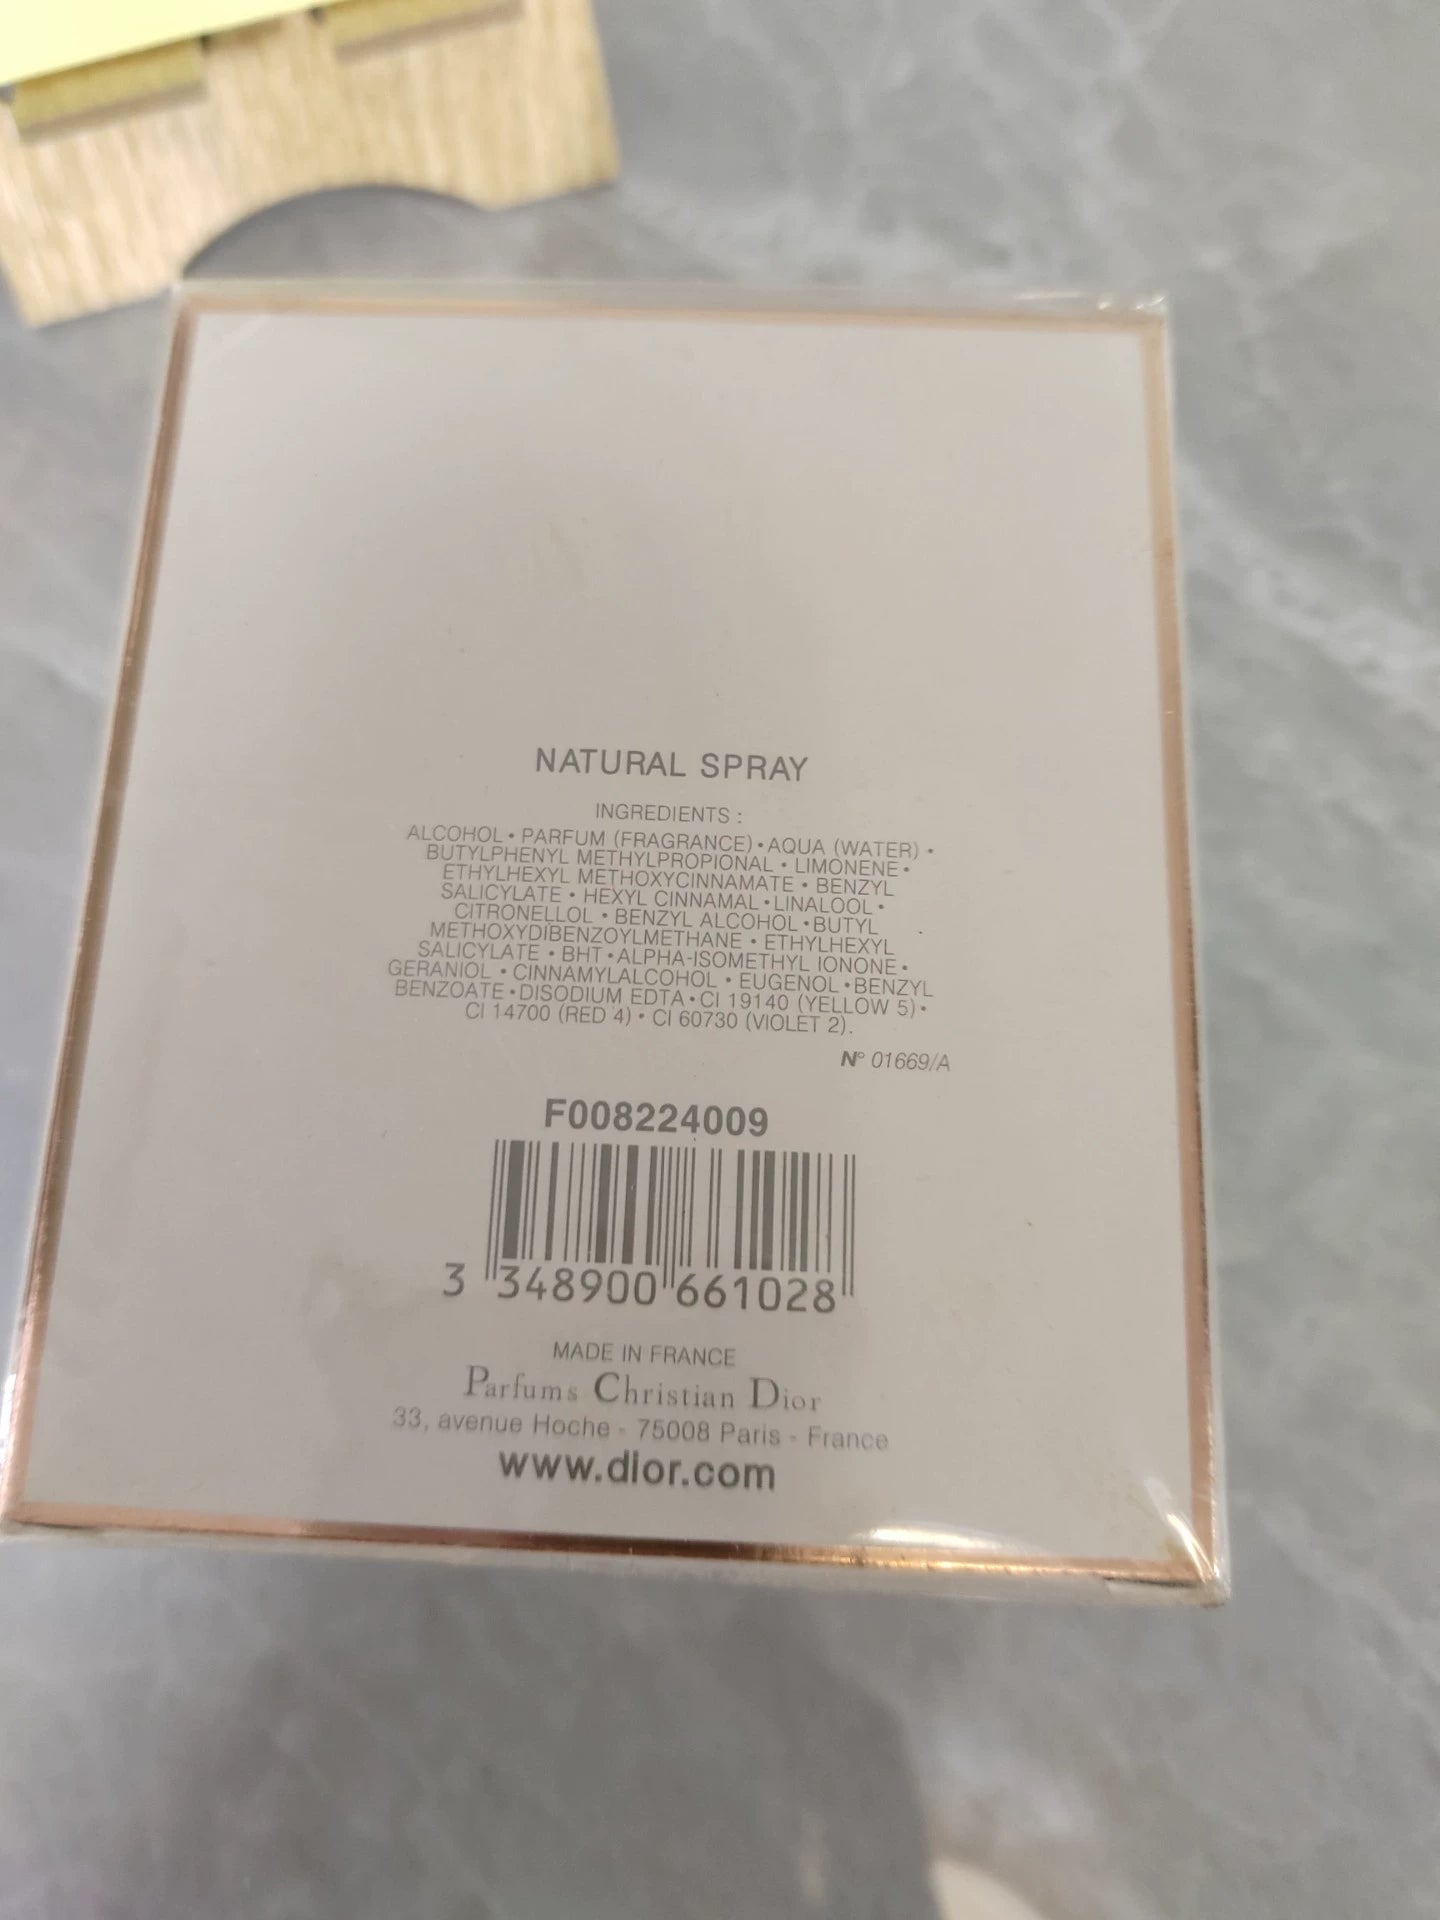 NATURAL SPRAY
INGREDIENTS :
ALCOHOL • PARFUM (FRAGRANCE) • AQUA (WATER) •
BUTYLPHENYL METHYLPROPIONAL • LIMONENE •
ETHYLHEXYL METHOXYCINNAMATE • BENZYL
SALICYLATE • HEXYL CINNAMAL • LINALOOL •
CITRONELLOL • BENZYL ALCOHOL • BUTYL
METHOXYDIBENZOYLMETHANE • ETHYLHEXYL
SALICYLATE • BHT • ALPHA-ISOMETHYL IONONE •
GERANIOL • CINNAMYLALCOHOL • EUGENOL • BENZYL
BENZOATE • DISODIUM EDTA • CI 19140 (YELLOW 5) •
CI 14700 (RED 4) • CI 60730 (VIOLET 2).
N° 01669/A
F008224009
3 348900 661028
MADE IN FRANCE
Parfums Christian Dior
33, avenue Hoche - 75008 Paris - France
www.dior.com